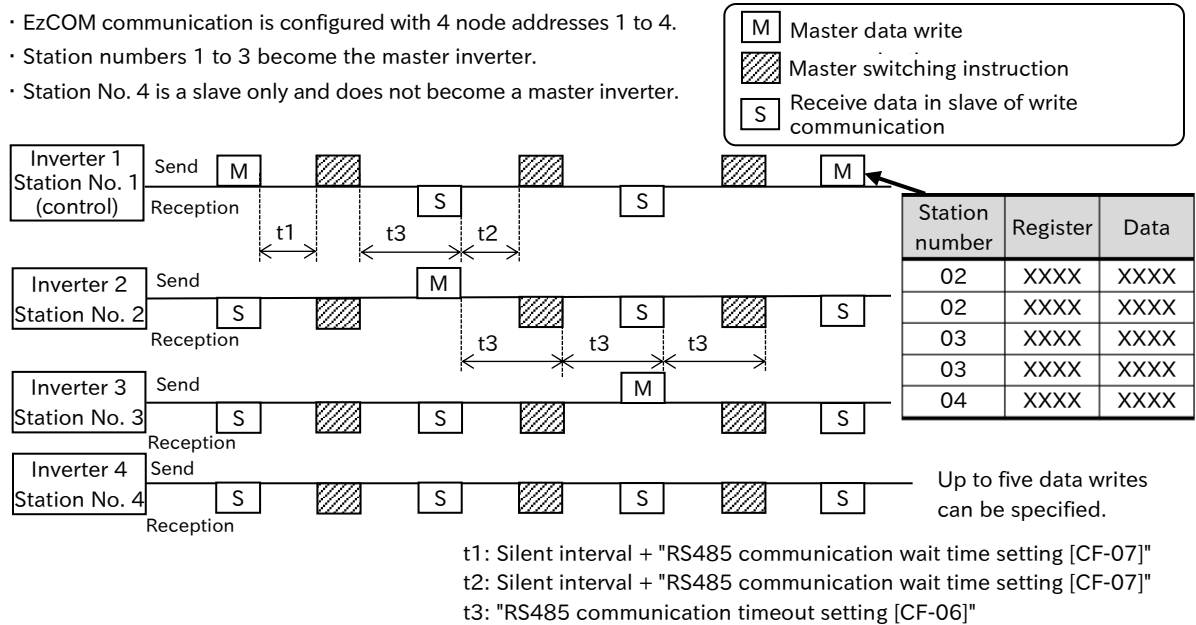 · EzCOM communication is configured with 4 node addresses 1 to 4.
· Station numbers 1 to 3 become the master inverter.
· Station No. 4 is a slave only and does not become a master inverter.
M Master data write
Master switching instruction
S Receive data in slave of write
communication
Inverter 1
Station No. 1
(control)
Send
M
M
Reception
S
S
t1
t3
t2
Station
number
Register
Data
02 XXXX XXXX
02 XXXX XXXX
03 XXXX XXXX
03 XXXX XXXX
04 XXXX XXXX
Inverter 2
Station No. 2
Send
M
S
S
S
Reception
t3
t3
t3
Inverter 3
Station No. 3
Send
M
S
S
S
Reception
Inverter 4
Station No. 4
Send
S
S
S
S
Reception
Up to five data writes
can be specified.
t1: Silent interval + "RS485 communication wait time setting [CF-07]"
t2: Silent interval + "RS485 communication wait time setting [CF-07]"
t3: "RS485 communication timeout setting [CF-06]"